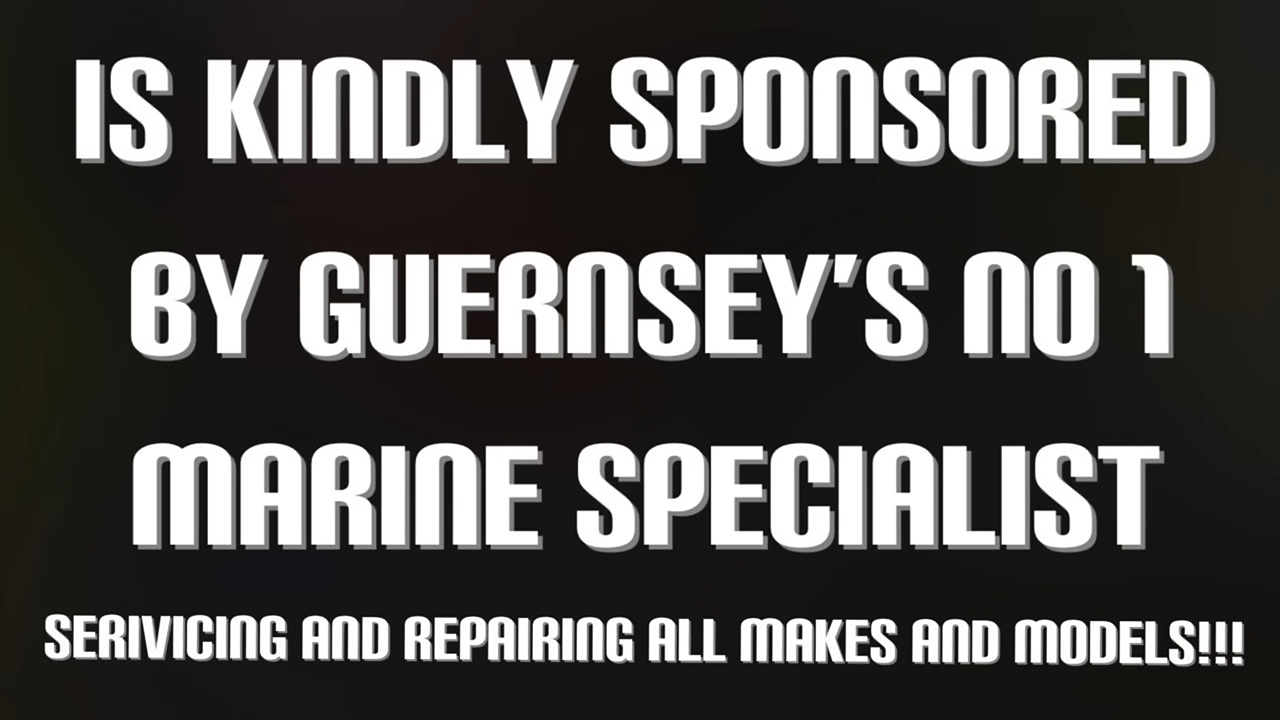 IS KINDLY SPONSORED
BY GUERNSEY'S NO 1
MARINE SPECIALIST
SERIVICING AND REPAIRING ALL MAKES AND MODELS!!!